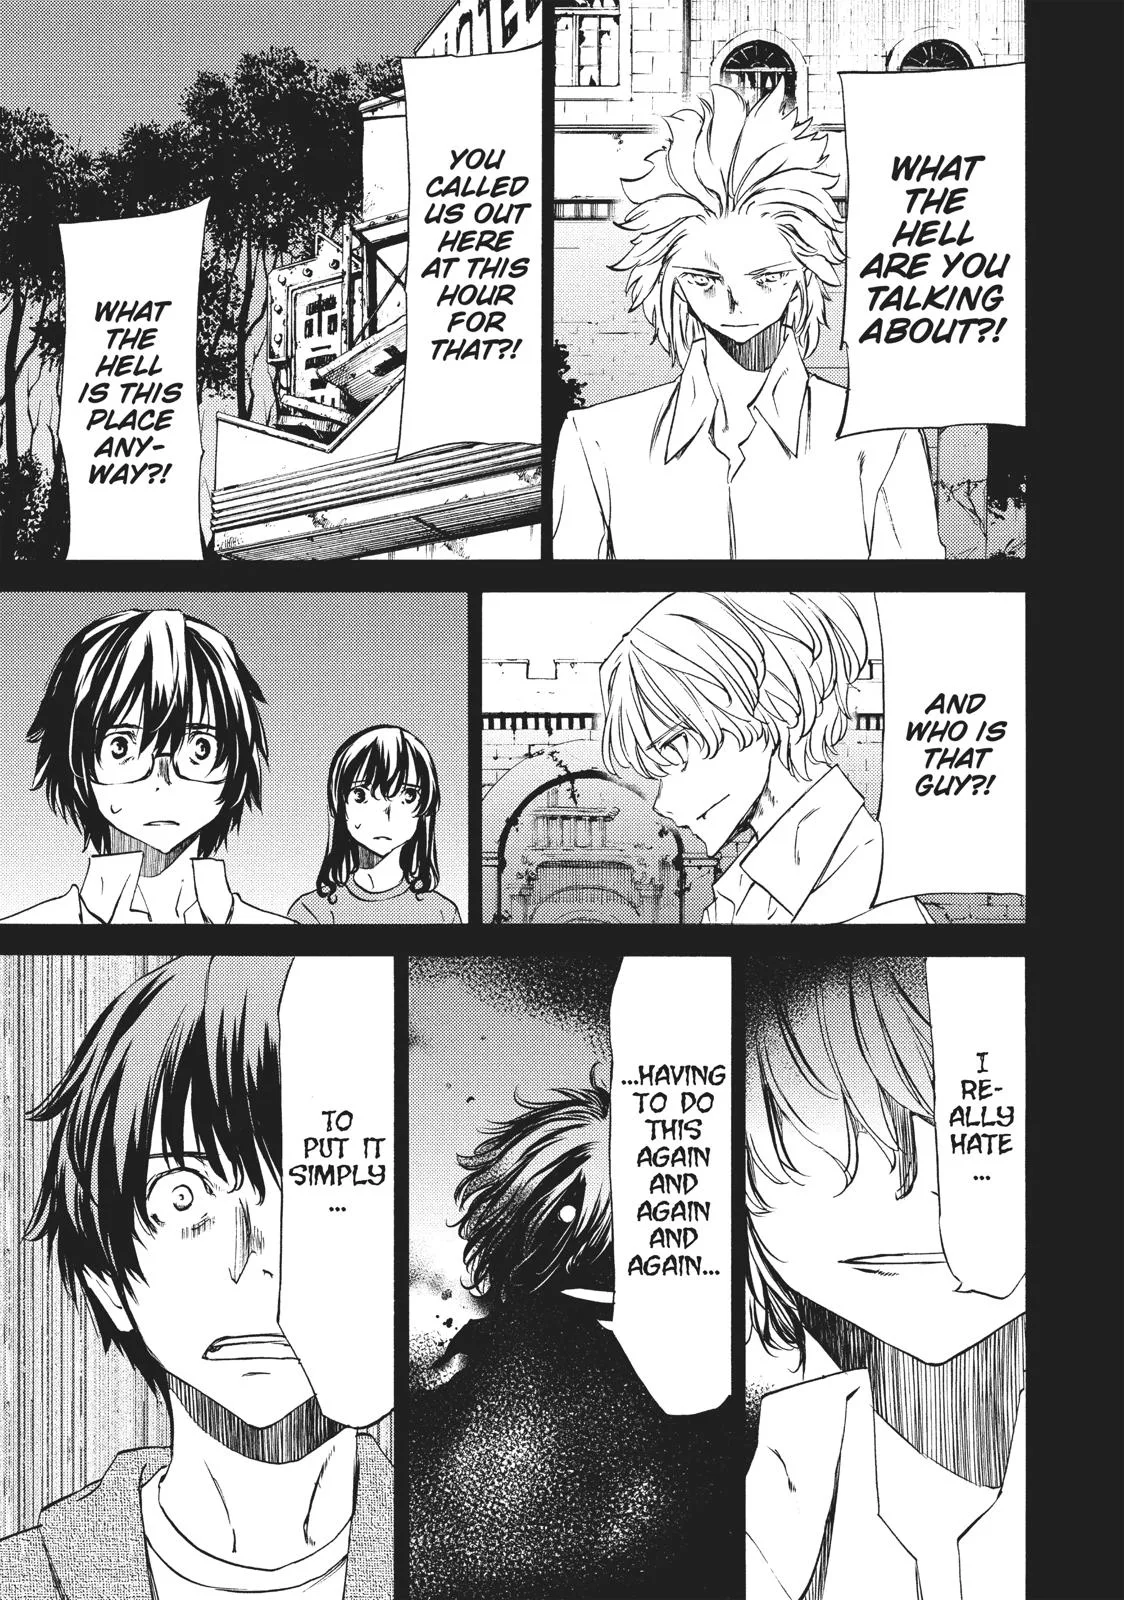 WHAT
THE
HELL
ARE YOU
TALKING
ABOUT?!
YOU
CALLED
US OUT
HERE
AT THIS
HOUR
FOR
THAT?!
WHAT
THE
HELL
IS THIS
PLACE
ANY-
WAY?!
AND
WHO IS
THAT
GUY?!
I
RE-
ALLY
HATE
...
...HAVING
TO DO
THIS
AGAIN
AND
AGAIN
AND
AGAIN...
TO
PUT IT
SIMPLY
...